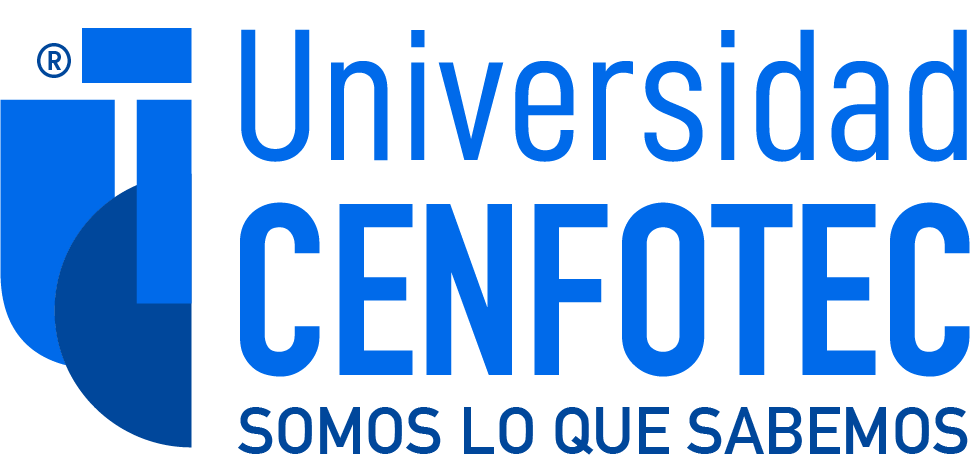 ®
Universidad
CENFOTEC
SOMOS LO QUE SABEMOS